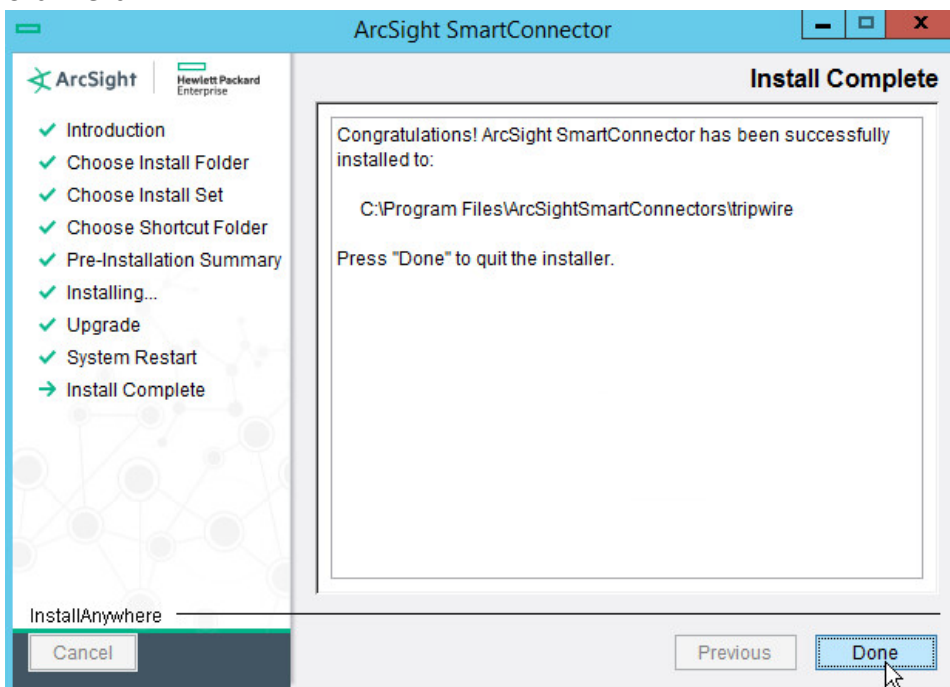 ArcSight SmartConnector
ArcSight
Hewlett Packard
Enterprise
Introduction
Choose Install Folder
Choose Install Set
Choose Shortcut Folder
Pre-Installation Summary
Installing...
Upgrade
System Restart
Install Complete
Install Complete
Congratulations! ArcSight SmartConnector has been successfully
installed to:
C:\Program Files\ArcSightSmartConnectors\tripwire
Press "Done" to quit the installer.
InstallAnywhere
Cancel
Previous
Done